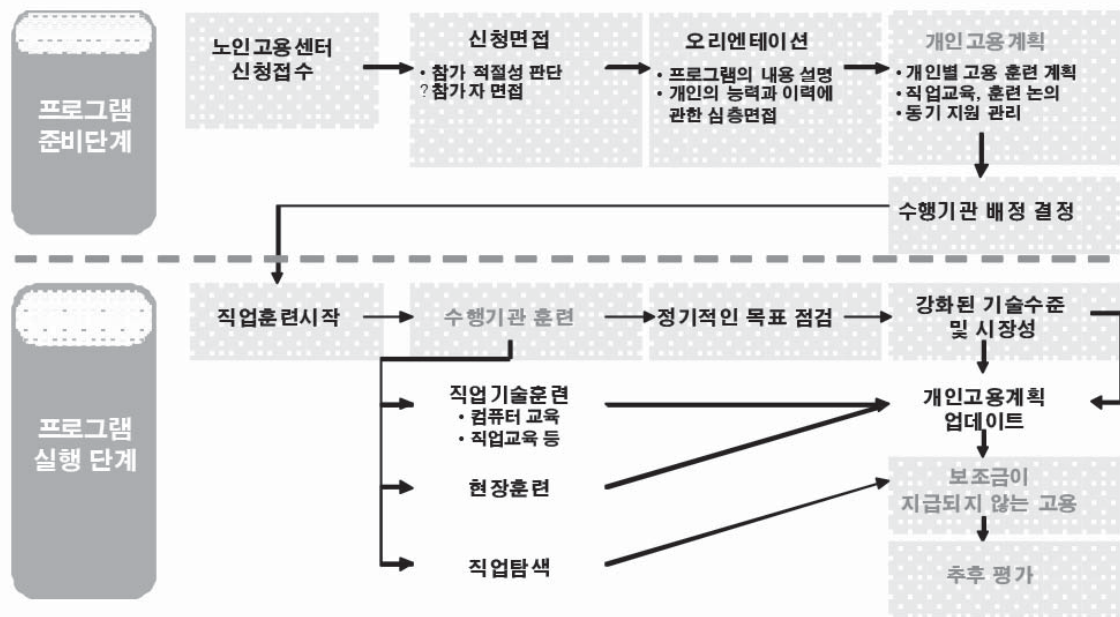 프로그램
준비단계
노인고용센터
신청접수
신청면접
• 참가 적절성 판단
? 참가자 면접
오리엔테이션
• 프로그램의 내용 설명
• 개인의 능력과 이력에
관한 심층면접
개인고용계획
• 개인별 고용 훈련 계획
• 직업교육, 훈련 논의
• 동기 지원 관리
수행기관 배정 결정
프로그램
실행 단계
직업훈련시작
수행기관 훈련
정기적인 목표 점검
강화된 기술수준
및 시장성
직업기술훈련
• 컴퓨터 교육
• 직업교육 등
현장훈련
직업탐색
개인고용계획
업데이트
보조금이
지급되지 않는 고용
추후 평가